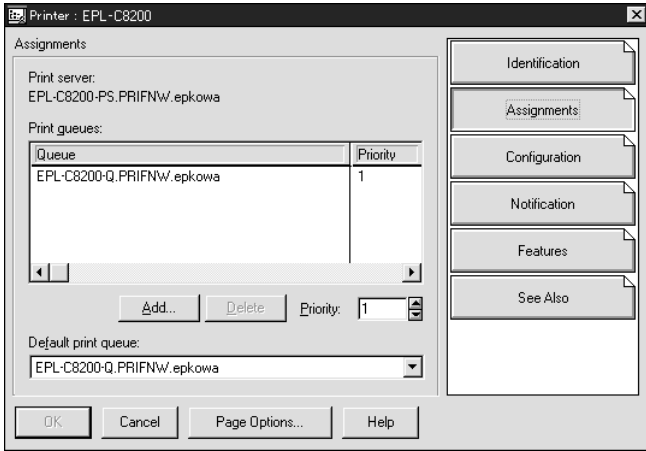 Printer : EPL-C8200
Assignments
Print server:
EPL-C8200-PS.PRIFNW.epkowa
Print queues:
Queue Priority
EPL-C8200-Q.PRIFNW.epkowa 1
Add... Delete Priority: 1
Default print queue:
EPL-C8200-Q.PRIFNW.epkowa
OK Cancel Page Options... Help
Identification
Assignments
Configuration
Notification
Features
See Also